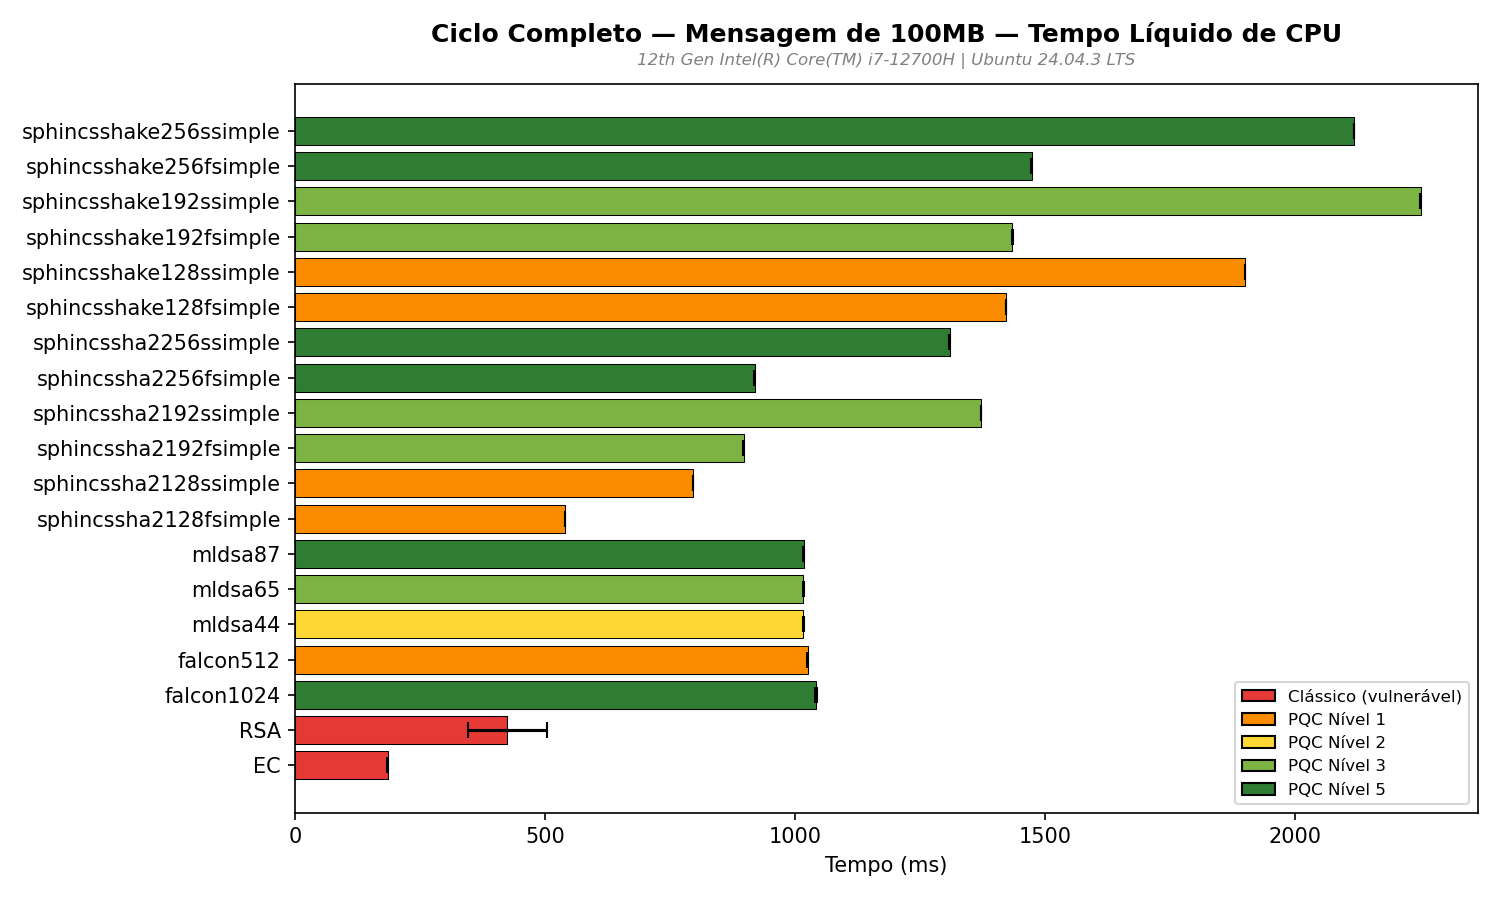 Ciclo Completo — Mensagem de 100MB — Tempo Líquido de CPU
12th Gen Intel(R) Core(TM) i7-12700H | Ubuntu 24.04.3 LTS
sphincsshake256ssimple
sphincsshake256fsimple
sphincsshake192ssimple
sphincsshake192fsimple
sphincsshake128ssimple
sphincsshake128fsimple
sphincssha2256ssimple
sphincssha2256fsimple
sphincssha2192ssimple
sphincssha2192fsimple
sphincssha2128ssimple
sphincssha2128fsimple
mldsa87
mldsa65
mldsa44
falcon512
falcon1024
RSA
EC
Clássico (vulnerável)
PQC Nível 1
PQC Nível 2
PQC Nível 3
PQC Nível 5
0 500 1000 1500 2000
Tempo (ms)